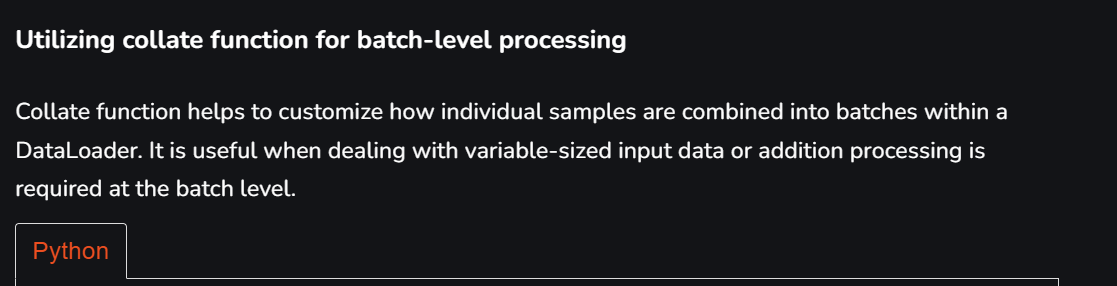 Utilizing collate function for batch-level processing
Collate function helps to customize how individual samples are combined into batches within a
DataLoader. It is useful when dealing with variable-sized input data or addition processing is
required at the batch level.
Python